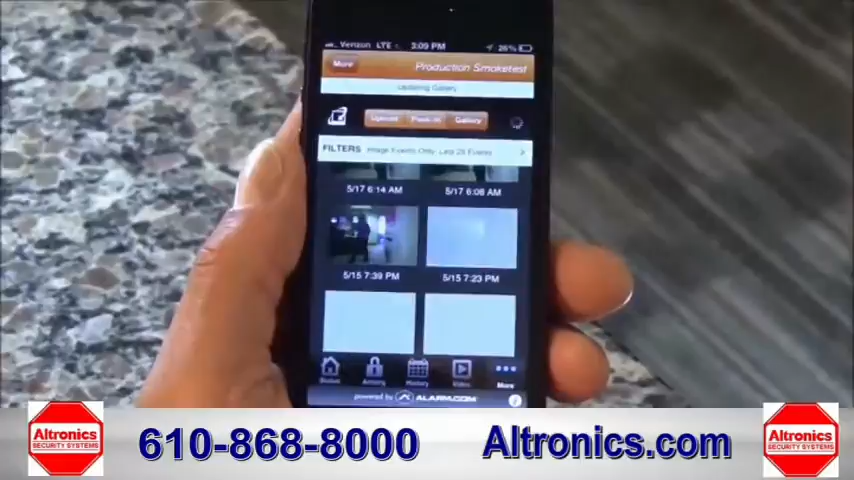 Verizon LTE 3:09 PM 26%
More Production Smoketest
Updating Gallery
Upload Peek-In Gallery
FILTERS Image Events Only, Last 25 Events
5/17 6:14 AM 5/17 6:08 AM
5/15 7:39 PM 5/15 7:23 PM
Status Arming History Video More
powered by ALARM.COM
Altronics
SECURITY SYSTEMS
610-868-8000 Altronics.com
Altronics
SECURITY SYSTEMS